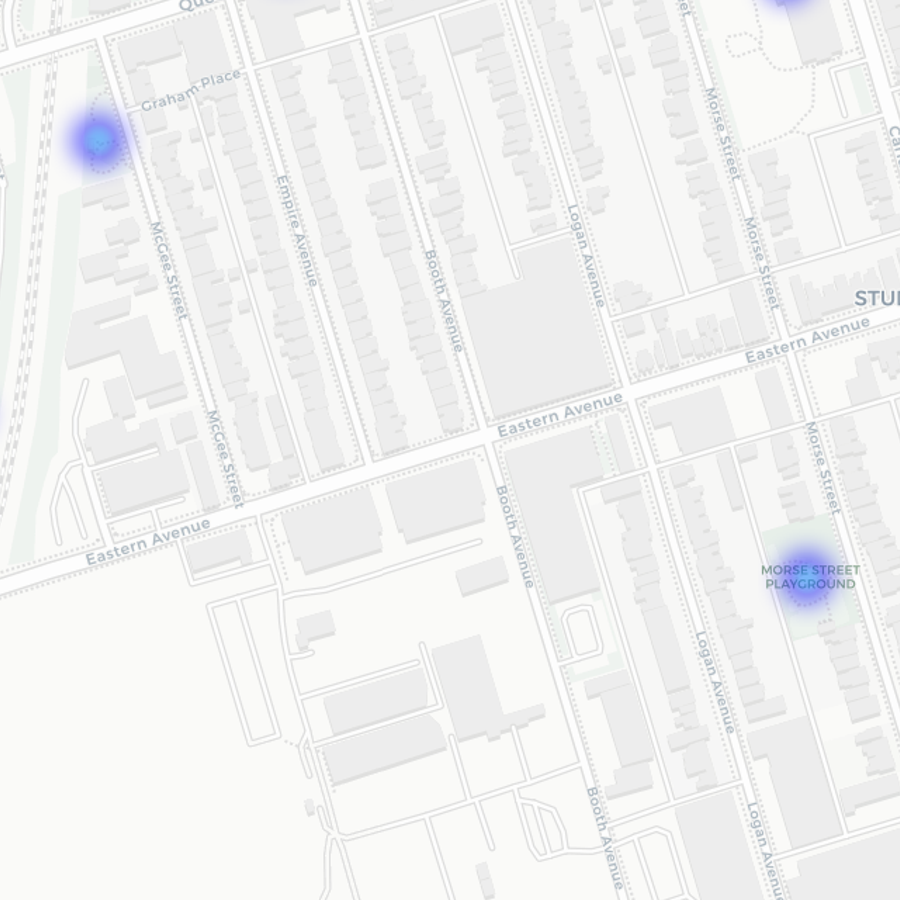 Que
Graham Place
Morse Street
Empire Avenue
McGee Street
Logan Avenue
Morse Street
Booth Avenue
STU
Eastern Avenue
Eastern Avenue
McGee Street
Morse Street
Booth Avenue
Eastern Avenue
MORSE STREET
PLAYGROUND
Logan Avenue
Booth Avenue
Logan Avenue